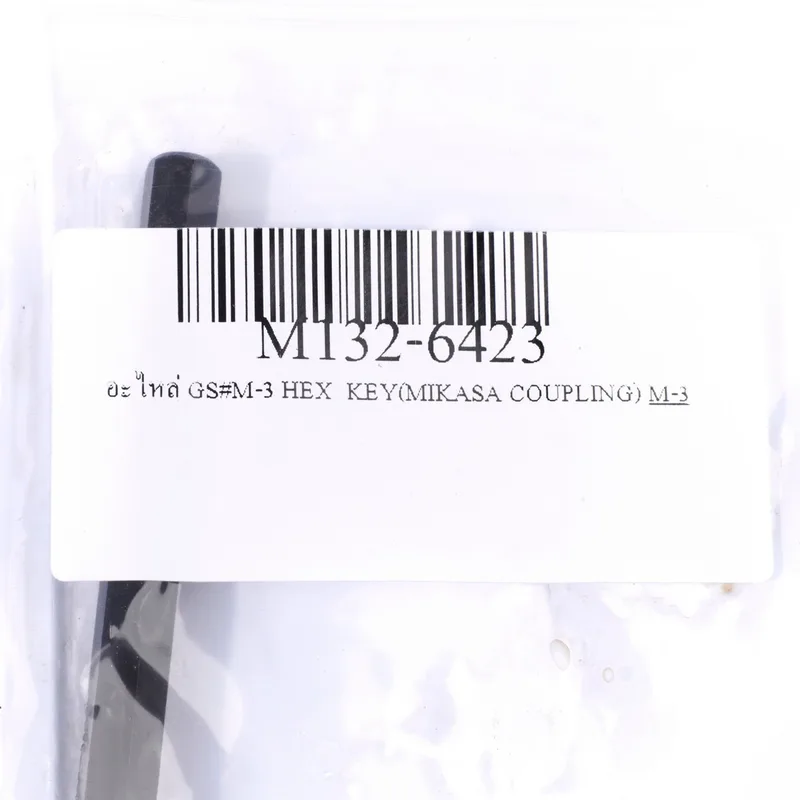 M132-6423
อะไหล่ GS#M-3 HEX KEY(MIKASA COUPLING) M-3